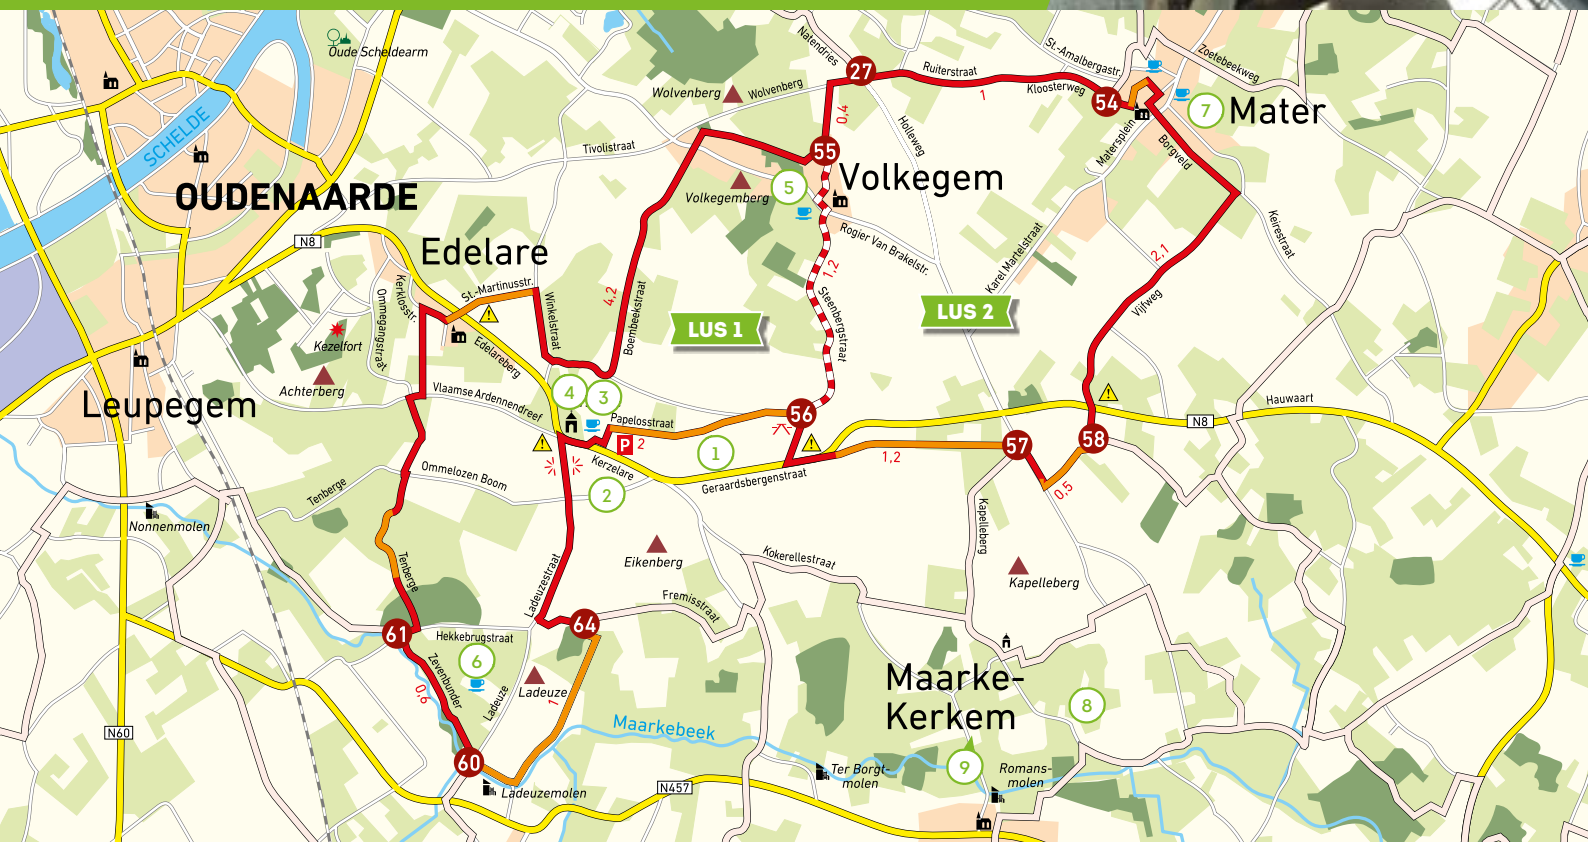 Oude Scheldearm
SCHELDE
OUDENAARDE
N8
Edelare
St.-Martinusstr.
Kerklosstr.
Ommegangstraat
Kezelfort
Achterberg
Leupegem
Edelareberg
Winkelstraat
Vlaamse Ardennendreef
Boembeekstraat
4,2
LUS 1
Natendries
27
Wolvenberg
Wolvenberg
Tivolistraat
0,4
55
Volkegem
Volkegemberg
5
Rogier Van Brakelstr.
1,2
Steenbergstraat
Holleweg
Ruiterstraat
1
Kloosterweg
St.-Amalbergastr.
Zoetebeekweg
54
7
Mater
Matersplein
Borgveld
Karel Martelstraat
Keirestraat
2,1
Vijfweg
LUS 2
4
3
Papelosstraat
P
2
56
1
Kerzelare
2
Geraardsbergenstraat
1,2
57
58
0,5
N8
Hauwaart
Ommelozen Boom
Tenberge
Nonnenmolen
Tenberge
Ladeuzestraat
Eikenberg
Kokerellestraat
Fremisstraat
Kapelleberg
Kapelleberg
61
Hekkebrugstraat
64
6
Zevenbunder
0,6
Ladeuze
Ladeuze
1
60
Ladeuzemolen
Maarkebeek
N60
N457
Maarke-
Kerkem
8
9
Ter Borgt-
molen
Romans-
molen